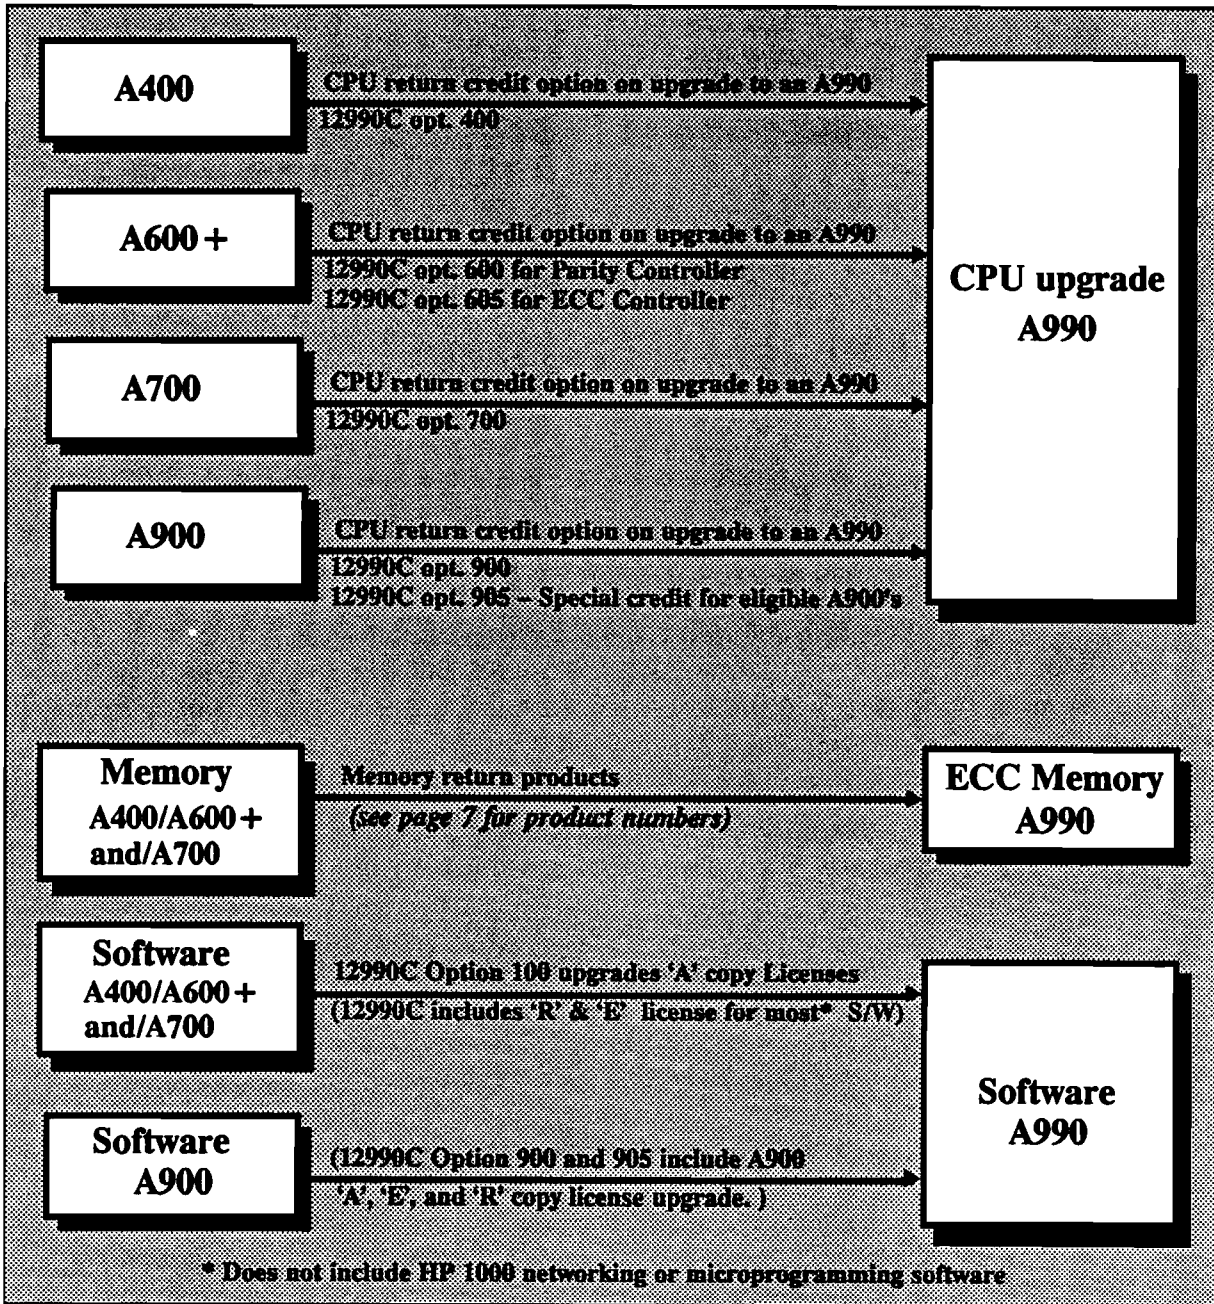 A400
CPU return credit option on upgrade to an A990
12990C opt. 400
A600+
CPU return credit option on upgrade to an A990
12990C opt. 600 for Parity Controller
12990C opt. 605 for ECC Controller
CPU upgrade
A990
A700
CPU return credit option on upgrade to an A990
12990C opt. 700
A900
CPU return credit option on upgrade to an A990
12990C opt. 900
12990C opt. 905 – Special credit for eligible A900's
Memory
A400/A600+
and/A700
Memory return products
(see page 7 for product numbers)
ECC Memory
A990
Software
A400/A600+
and/A700
12990C Option 100 upgrades 'A' copy Licenses
(12990C includes 'R' & 'E' license for most* S/W)
Software
A990
Software
A900
(12990C Option 900 and 905 include A900
'A', 'E', and 'R' copy license upgrade. )
* Does not include HP 1000 networking or microprogramming software